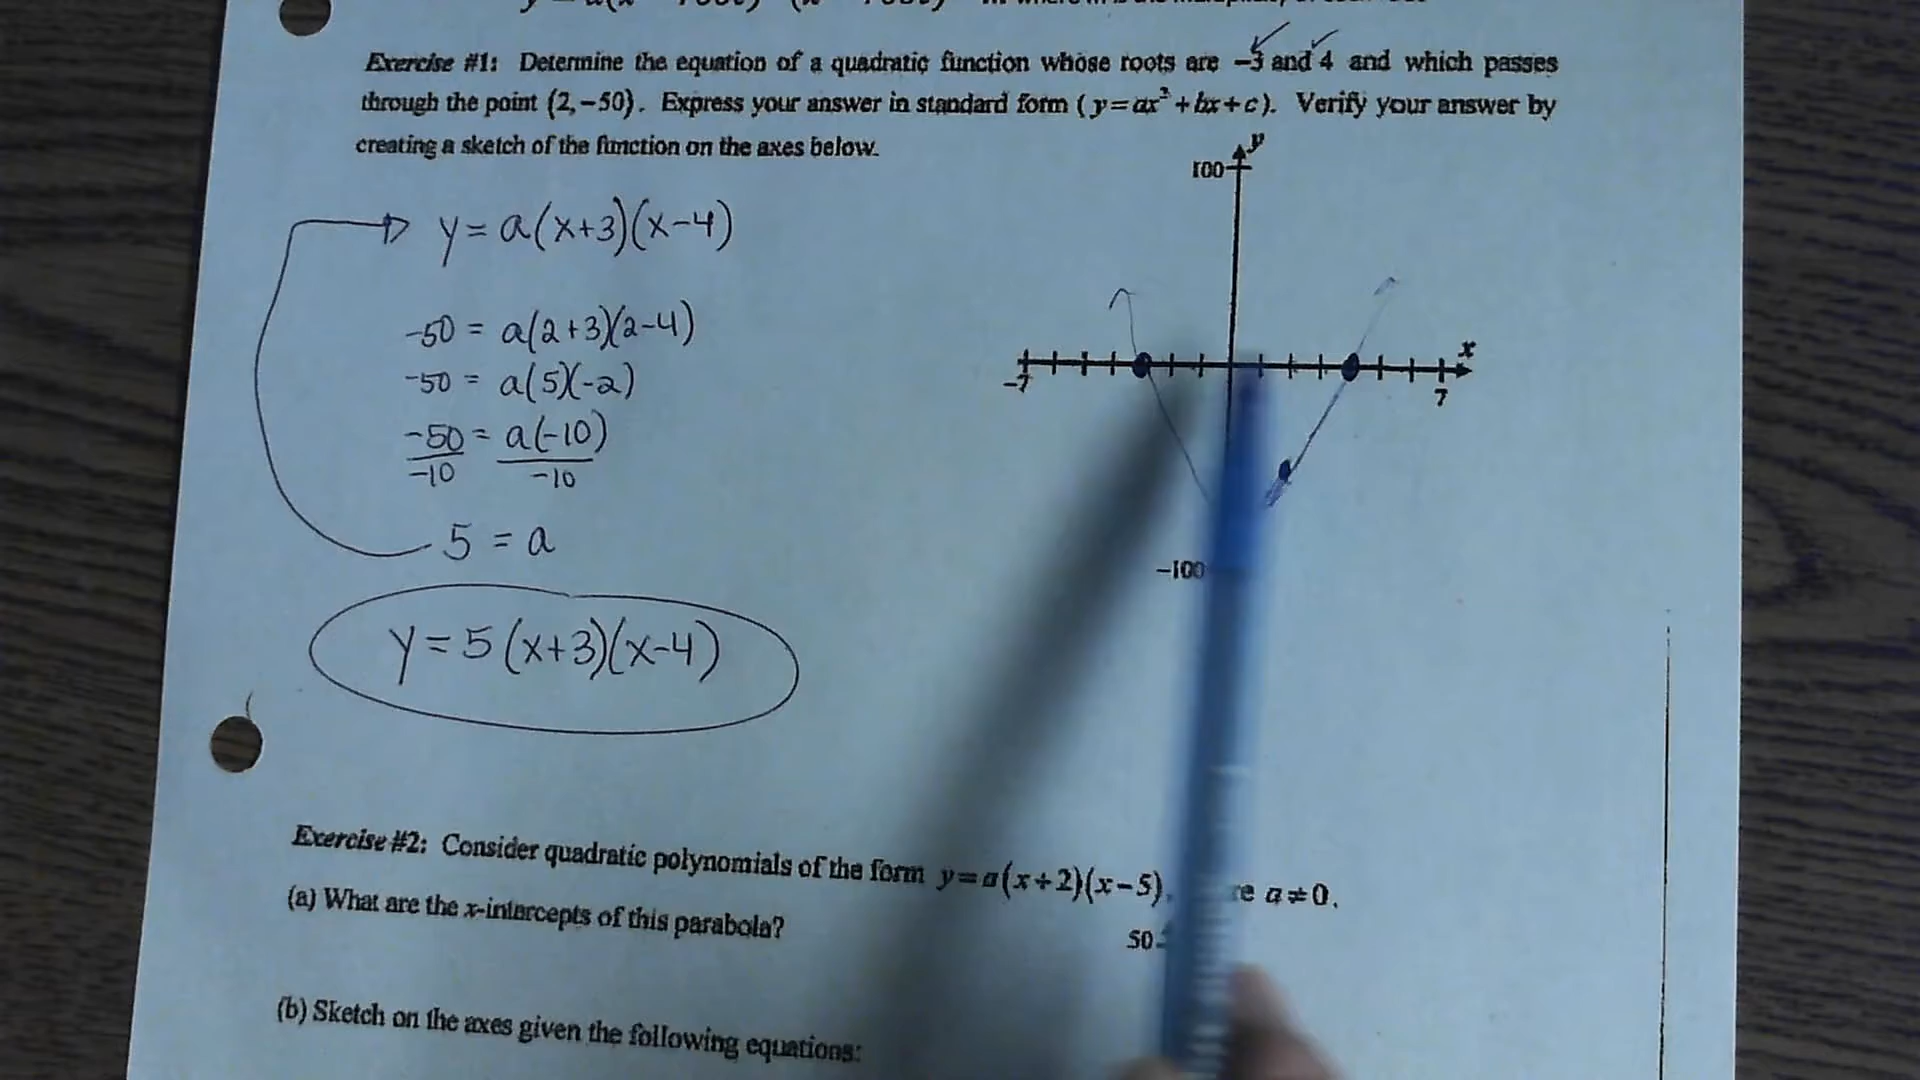 Exercise #1: Determine the equation of a quadratic function whose roots are −3 and 4 and which passes
through the point (2,−50). Express your answer in standard form (y=ax²+bx+c). Verify your answer by
creating a sketch of the function on the axes below.
y
100
y = a(x+3)(x-4)
-50 = a(2+3)(2-4)
-50 = a(5)(-2)
-50 = a(-10)
-10 -10
5 = a
x
-7
7
-100
y = 5(x+3)(x-4)
Exercise #2: Consider quadratic polynomials of the form y=a(x+2)(x−5), a≠0.
(a) What are the x-intercepts of this parabola?
50
(b) Sketch on the axes given the following equations: